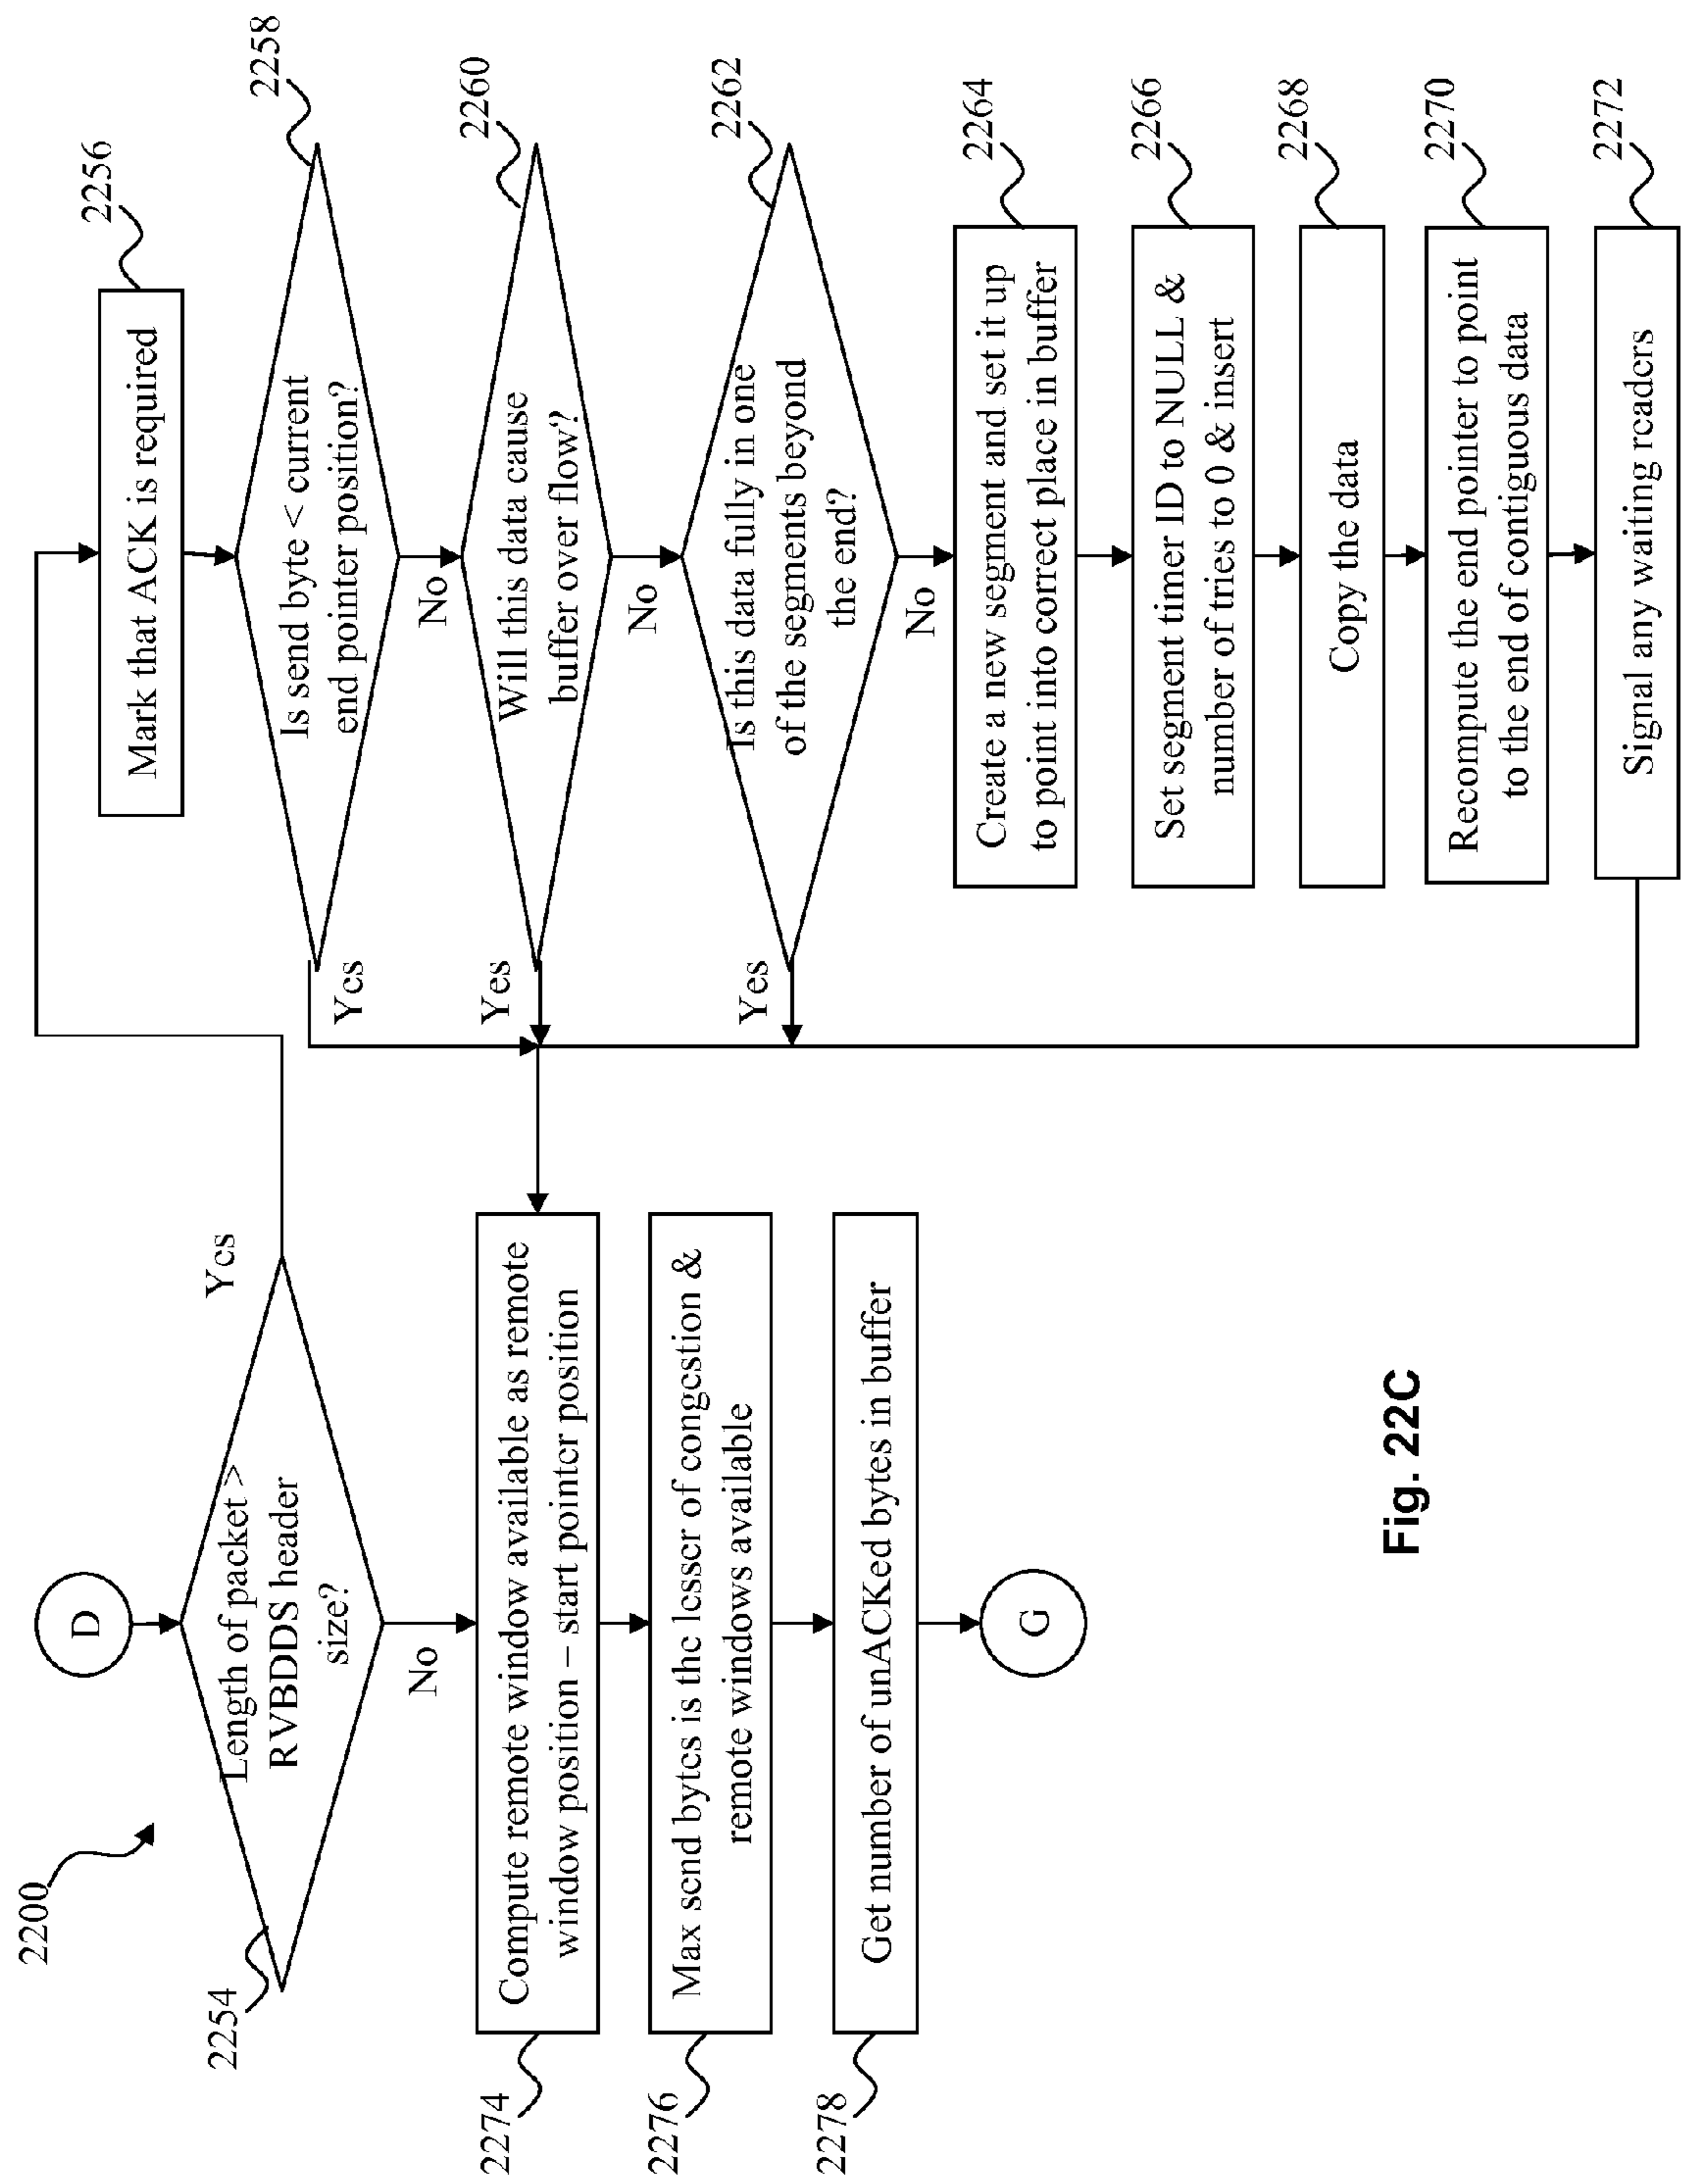 2200
D
2254
Length of packet >
RVBDDS header
size?
Yes
No
2256
Mark that ACK is required
2258
Is send byte < current
end pointer position?
Yes
No
2260
Will this data cause
buffer over flow?
Yes
No
2262
Is this data fully in one
of the segments beyond
the end?
Yes
No
2264
Create a new segment and set it up
to point into correct place in buffer
2266
Set segment timer ID to NULL &
number of tries to 0 & insert
2268
Copy the data
2270
Recompute the end pointer to point
to the end of contiguous data
2272
Signal any waiting readers
2274
Compute remote window available as remote
window position – start pointer position
2276
Max send bytes is the lesser of congestion &
remote windows available
2278
Get number of unACKed bytes in buffer
G
Fig. 22C